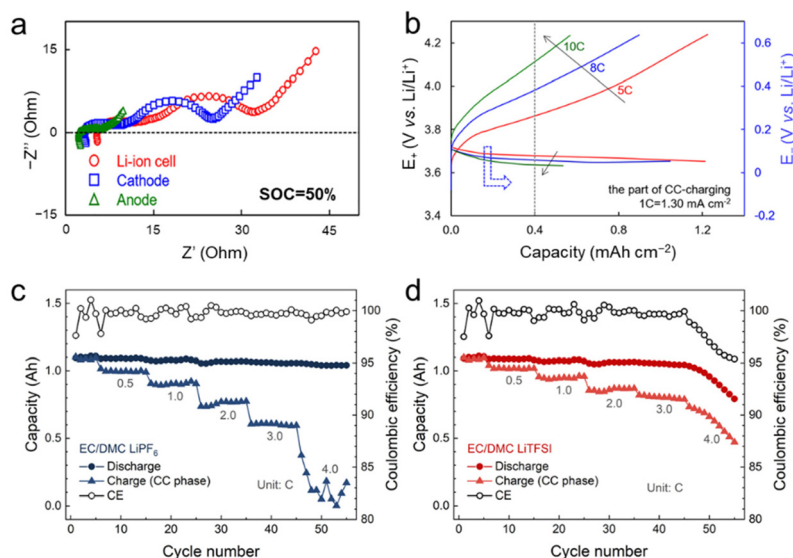 a
15
0
−15
−Z'' (Ohm)
0
15
30
45
Z' (Ohm)
Li-ion cell
Cathode
Anode
SOC=50%
b
4.2
4.0
3.8
3.6
3.4
E₊ (V vs. Li/Li⁺)
10C
8C
5C
0.6
0.4
0.2
0
-0.2
E₋ (V vs. Li/Li⁺)
the part of CC-charging
1C=1.30 mA cm⁻²
0.0
0.4
0.8
1.2
Capacity (mAh cm⁻²)
c
1.5
1.0
0.5
0.0
Capacity (Ah)
0.5
1.0
2.0
3.0
4.0
EC/DMC LiPF₆
Discharge
Charge (CC phase)
CE
Unit: C
100
95
90
85
80
Coulombic efficiency (%)
0
10
20
30
40
50
Cycle number
d
1.5
1.0
0.5
0.0
Capacity (Ah)
0.5
1.0
2.0
3.0
4.0
EC/DMC LiTFSI
Discharge
Charge (CC phase)
CE
Unit: C
100
95
90
85
80
Coulombic efficiency (%)
0
10
20
30
40
50
Cycle number